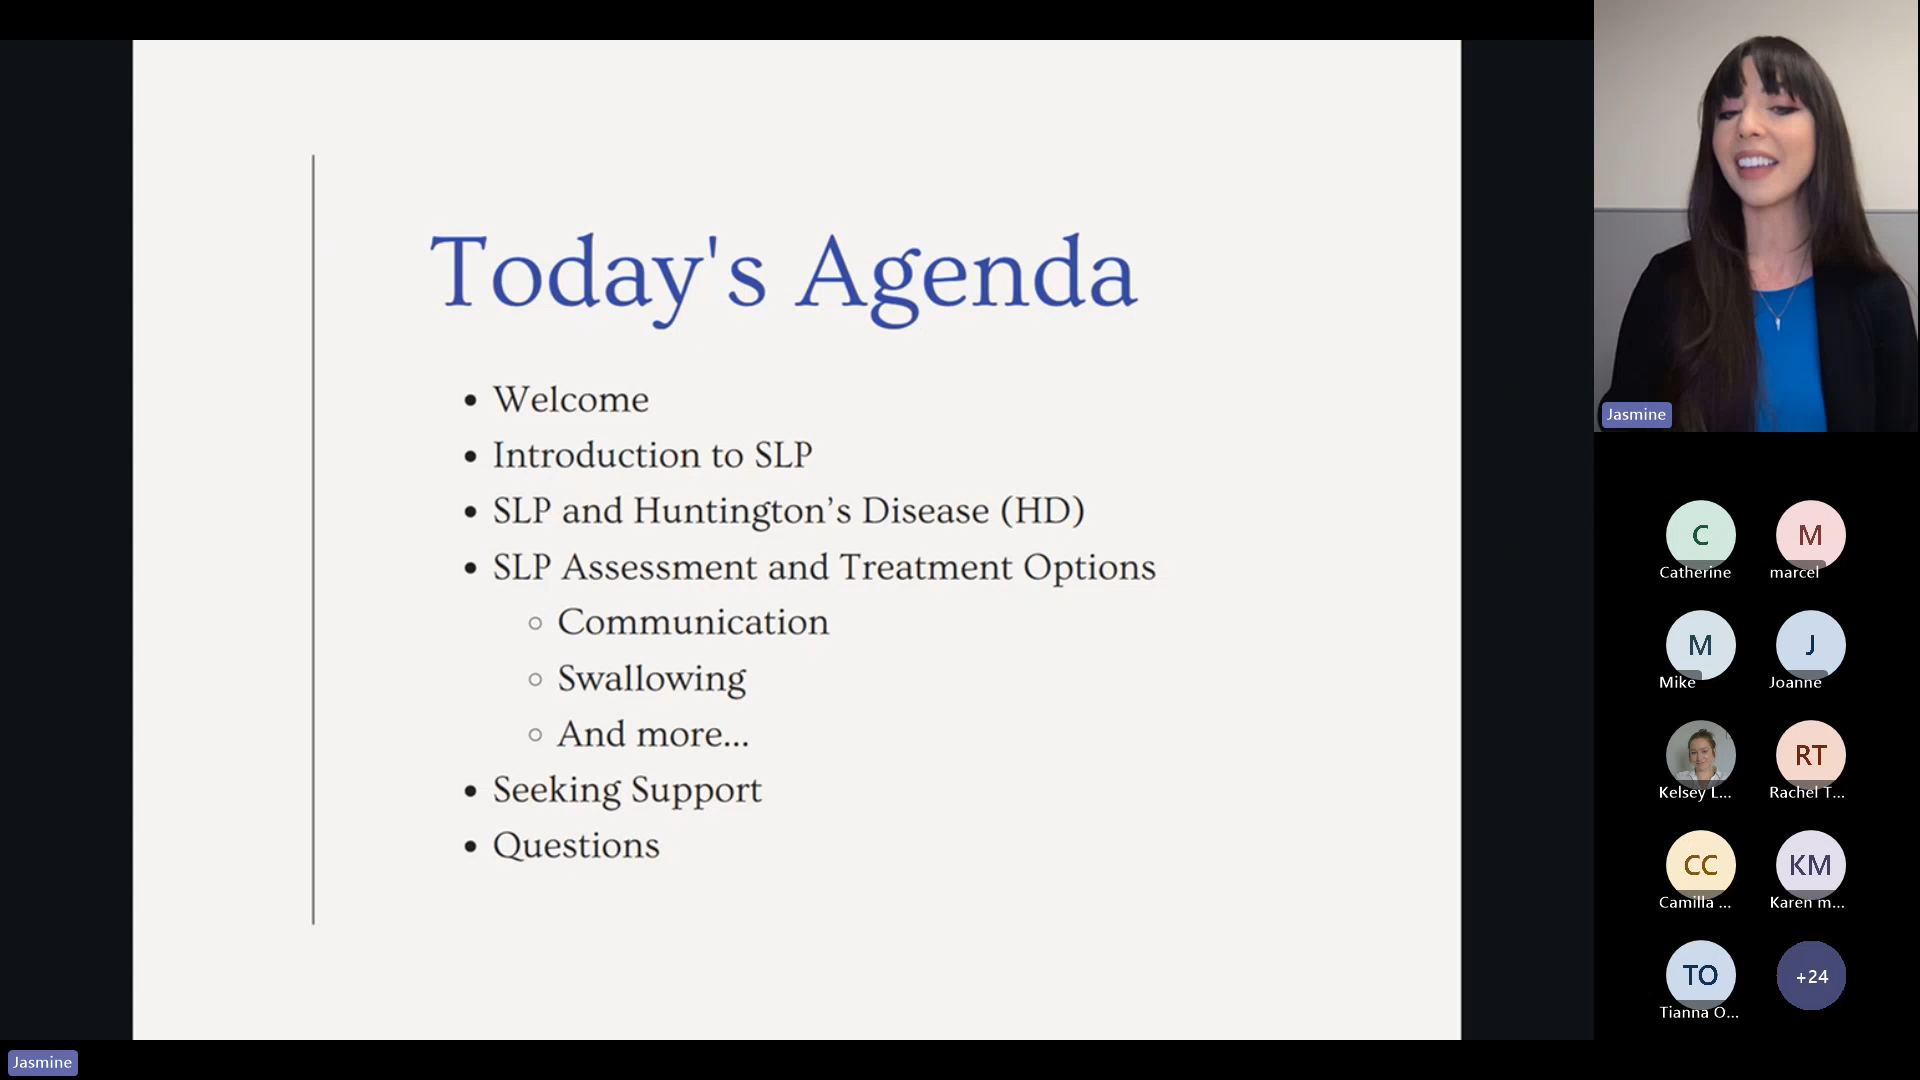 Today's Agenda
• Welcome
• Introduction to SLP
• SLP and Huntington’s Disease (HD)
• SLP Assessment and Treatment Options
○ Communication
○ Swallowing
○ And more...
• Seeking Support
• Questions
Jasmine
Jasmine
C
M
Catherine
marcel
M
J
Mike
Joanne
RT
Kelsey L...
Rachel T...
CC
KM
Camilla ...
Karen m...
TO
+24
Tianna O...